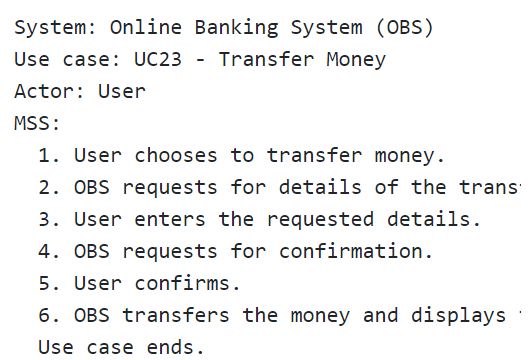 System: Online Banking System (OBS)
Use case: UC23 - Transfer Money
Actor: User
MSS:
1. User chooses to transfer money.
2. OBS requests for details of the
3. User enters the requested details.
4. OBS requests for confirmation.
5. User confirms.
6. OBS transfers the money and displays
Use case ends.